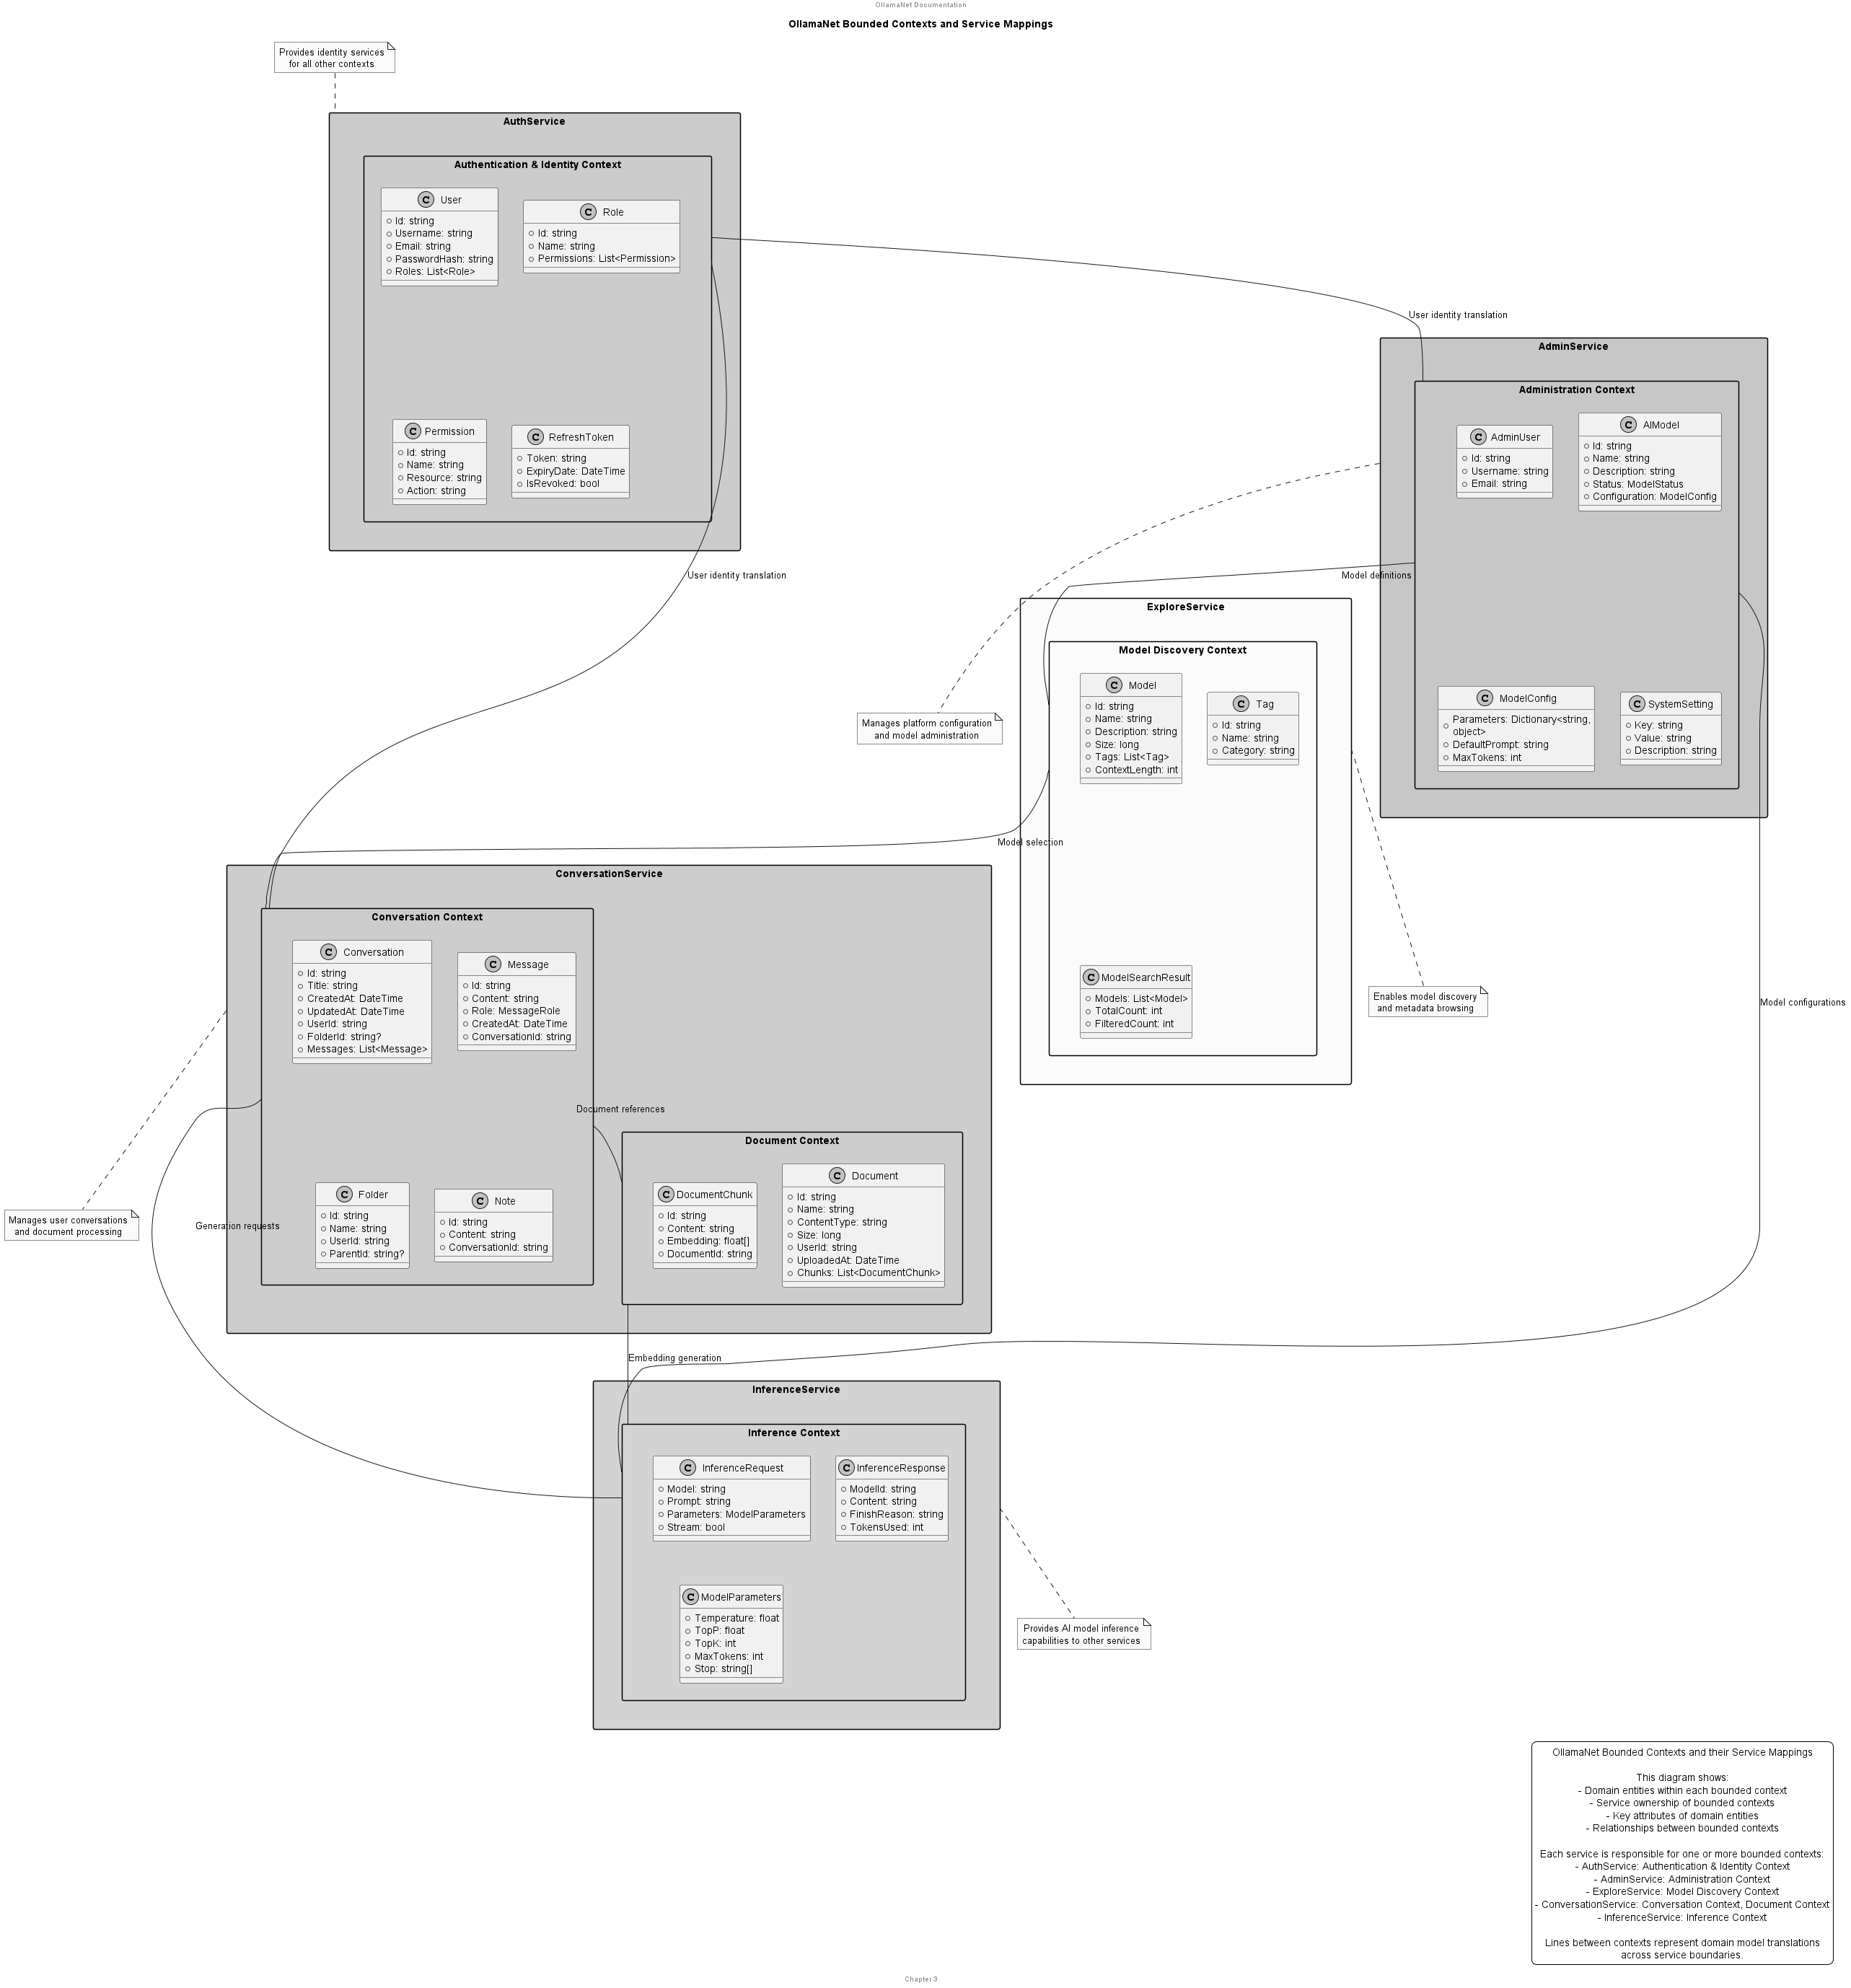 OllamaNet Documentation
OllamaNet Bounded Contexts and Service Mappings
Provides identity services
for all other contexts
AuthService
Authentication & Identity Context
C User
Id: string
Username: string
Email: string
PasswordHash: string
Roles: List<Role>
C Role
Id: string
Name: string
Permissions: List<Permission>
C Permission
Id: string
Name: string
Resource: string
Action: string
C RefreshToken
Token: string
ExpiryDate: DateTime
IsRevoked: bool
User identity translation
User identity translation
AdminService
Administration Context
C AdminUser
Id: string
Username: string
Email: string
C AIModel
Id: string
Name: string
Description: string
Status: ModelStatus
Configuration: ModelConfig
C ModelConfig
Parameters: Dictionary<string,
object>
DefaultPrompt: string
MaxTokens: int
C SystemSetting
Key: string
Value: string
Description: string
Model definitions
Manages platform configuration
and model administration
ExploreService
Model Discovery Context
C Model
Id: string
Name: string
Description: string
Size: long
Tags: List<Tag>
ContextLength: int
C Tag
Id: string
Name: string
Category: string
C ModelSearchResult
Models: List<Model>
TotalCount: int
FilteredCount: int
Model selection
Enables model discovery
and metadata browsing
Model configurations
ConversationService
Conversation Context
C Conversation
Id: string
Title: string
CreatedAt: DateTime
UpdatedAt: DateTime
UserId: string
FolderId: string?
Messages: List<Message>
C Message
Id: string
Content: string
Role: MessageRole
CreatedAt: DateTime
ConversationId: string
C Folder
Id: string
Name: string
UserId: string
ParentId: string?
C Note
Id: string
Content: string
ConversationId: string
Document references
Document Context
C DocumentChunk
Id: string
Content: string
Embedding: float[]
DocumentId: string
C Document
Id: string
Name: string
ContentType: string
Size: long
UserId: string
UploadedAt: DateTime
Chunks: List<DocumentChunk>
Manages user conversations
and document processing
Generation requests
Embedding generation
InferenceService
Inference Context
C InferenceRequest
Model: string
Prompt: string
Parameters: ModelParameters
Stream: bool
C InferenceResponse
ModelId: string
Content: string
FinishReason: string
TokensUsed: int
C ModelParameters
Temperature: float
TopP: float
TopK: int
MaxTokens: int
Stop: string[]
Provides AI model inference
capabilities to other services
OllamaNet Bounded Contexts and their Service Mappings
This diagram shows:
- Domain entities within each bounded context
- Service ownership of bounded contexts
- Key attributes of domain entities
- Relationships between bounded contexts
Each service is responsible for one or more bounded contexts:
- AuthService: Authentication & Identity Context
- AdminService: Administration Context
- ExploreService: Model Discovery Context
- ConversationService: Conversation Context, Document Context
- InferenceService: Inference Context
Lines between contexts represent domain model translations
across service boundaries.
Chapter 3